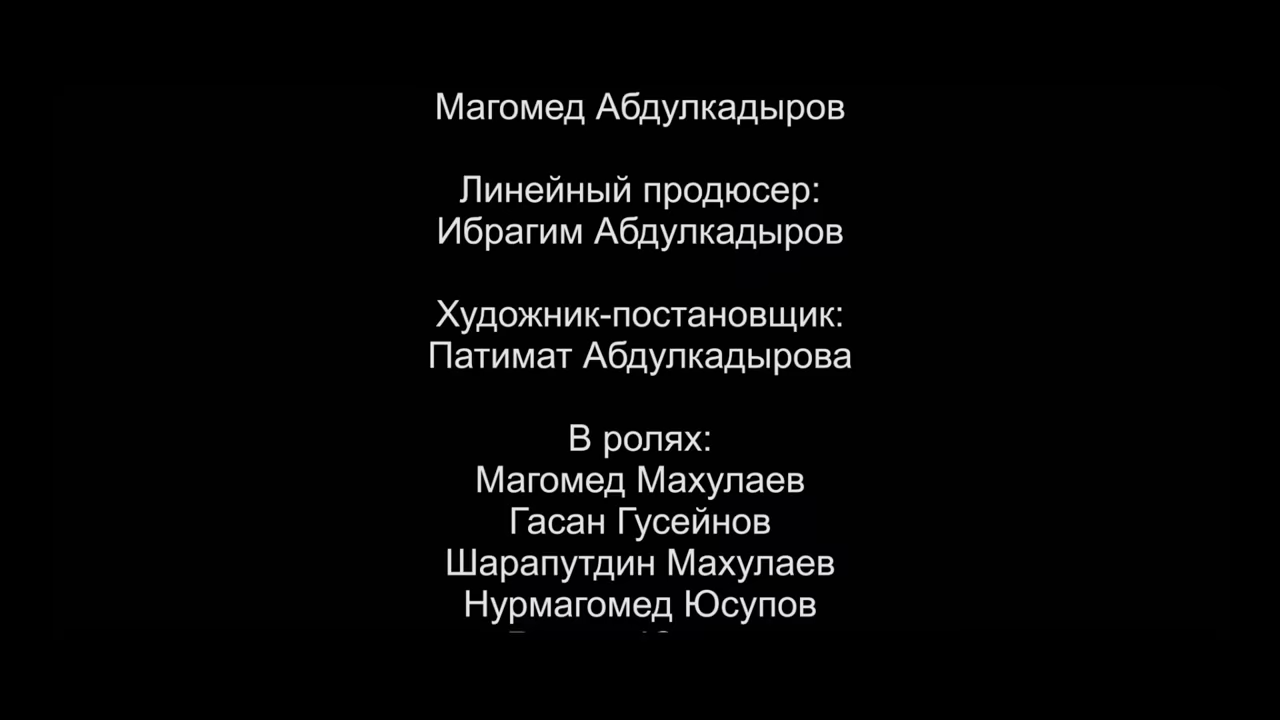 Магомед Абдулкадыров
Линейный продюсер:
Ибрагим Абдулкадыров
Художник-постановщик:
Патимат Абдулкадырова
В ролях:
Магомед Махулаев
Гасан Гусейнов
Шарапутдин Махулаев
Нурмагомед Юсупов